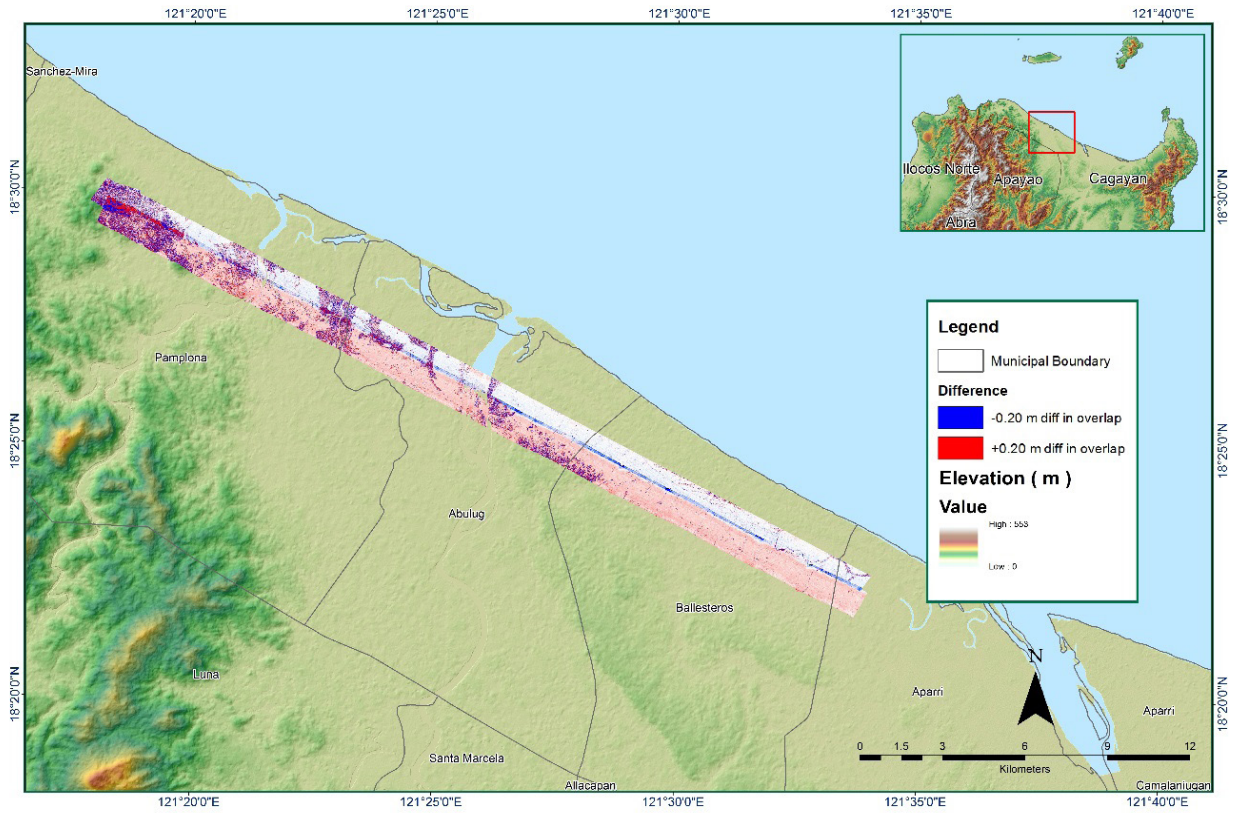 121°20'0"E
121°25'0"E
121°30'0"E
121°35'0"E
121°40'0"E
Sanchez-Mira
Ilocos Norte
Apayao
Cagayan
Abra
18°30'0"N
18°30'0"N
Legend
Municipal Boundary
Difference
-0.20 m diff in overlap
+0.20 m diff in overlap
Elevation ( m )
Value
High : 553
Low : 0
Pamplona
18°25'0"N
18°25'0"N
Abulug
Ballesteros
Luna
N
Aparri
Aparri
18°20'0"N
18°20'0"N
Santa Marcela
0 1.5 3 6 9 12
Kilometers
Allacapan
Camalaniugan
121°20'0"E
121°25'0"E
121°30'0"E
121°35'0"E
121°40'0"E